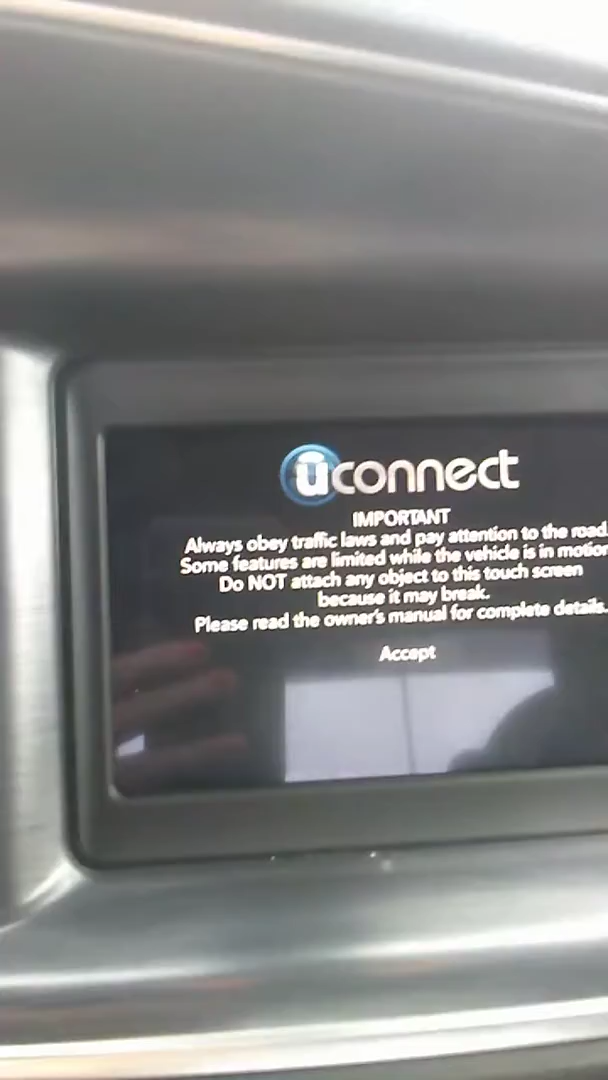 ūconnect
IMPORTANT
Always obey traffic laws and pay attention to the road.
Some features are limited while the vehicle is in motion
Do NOT attach any object to this touch screen
because it may break.
Please read the owner's manual for complete details.
Accept